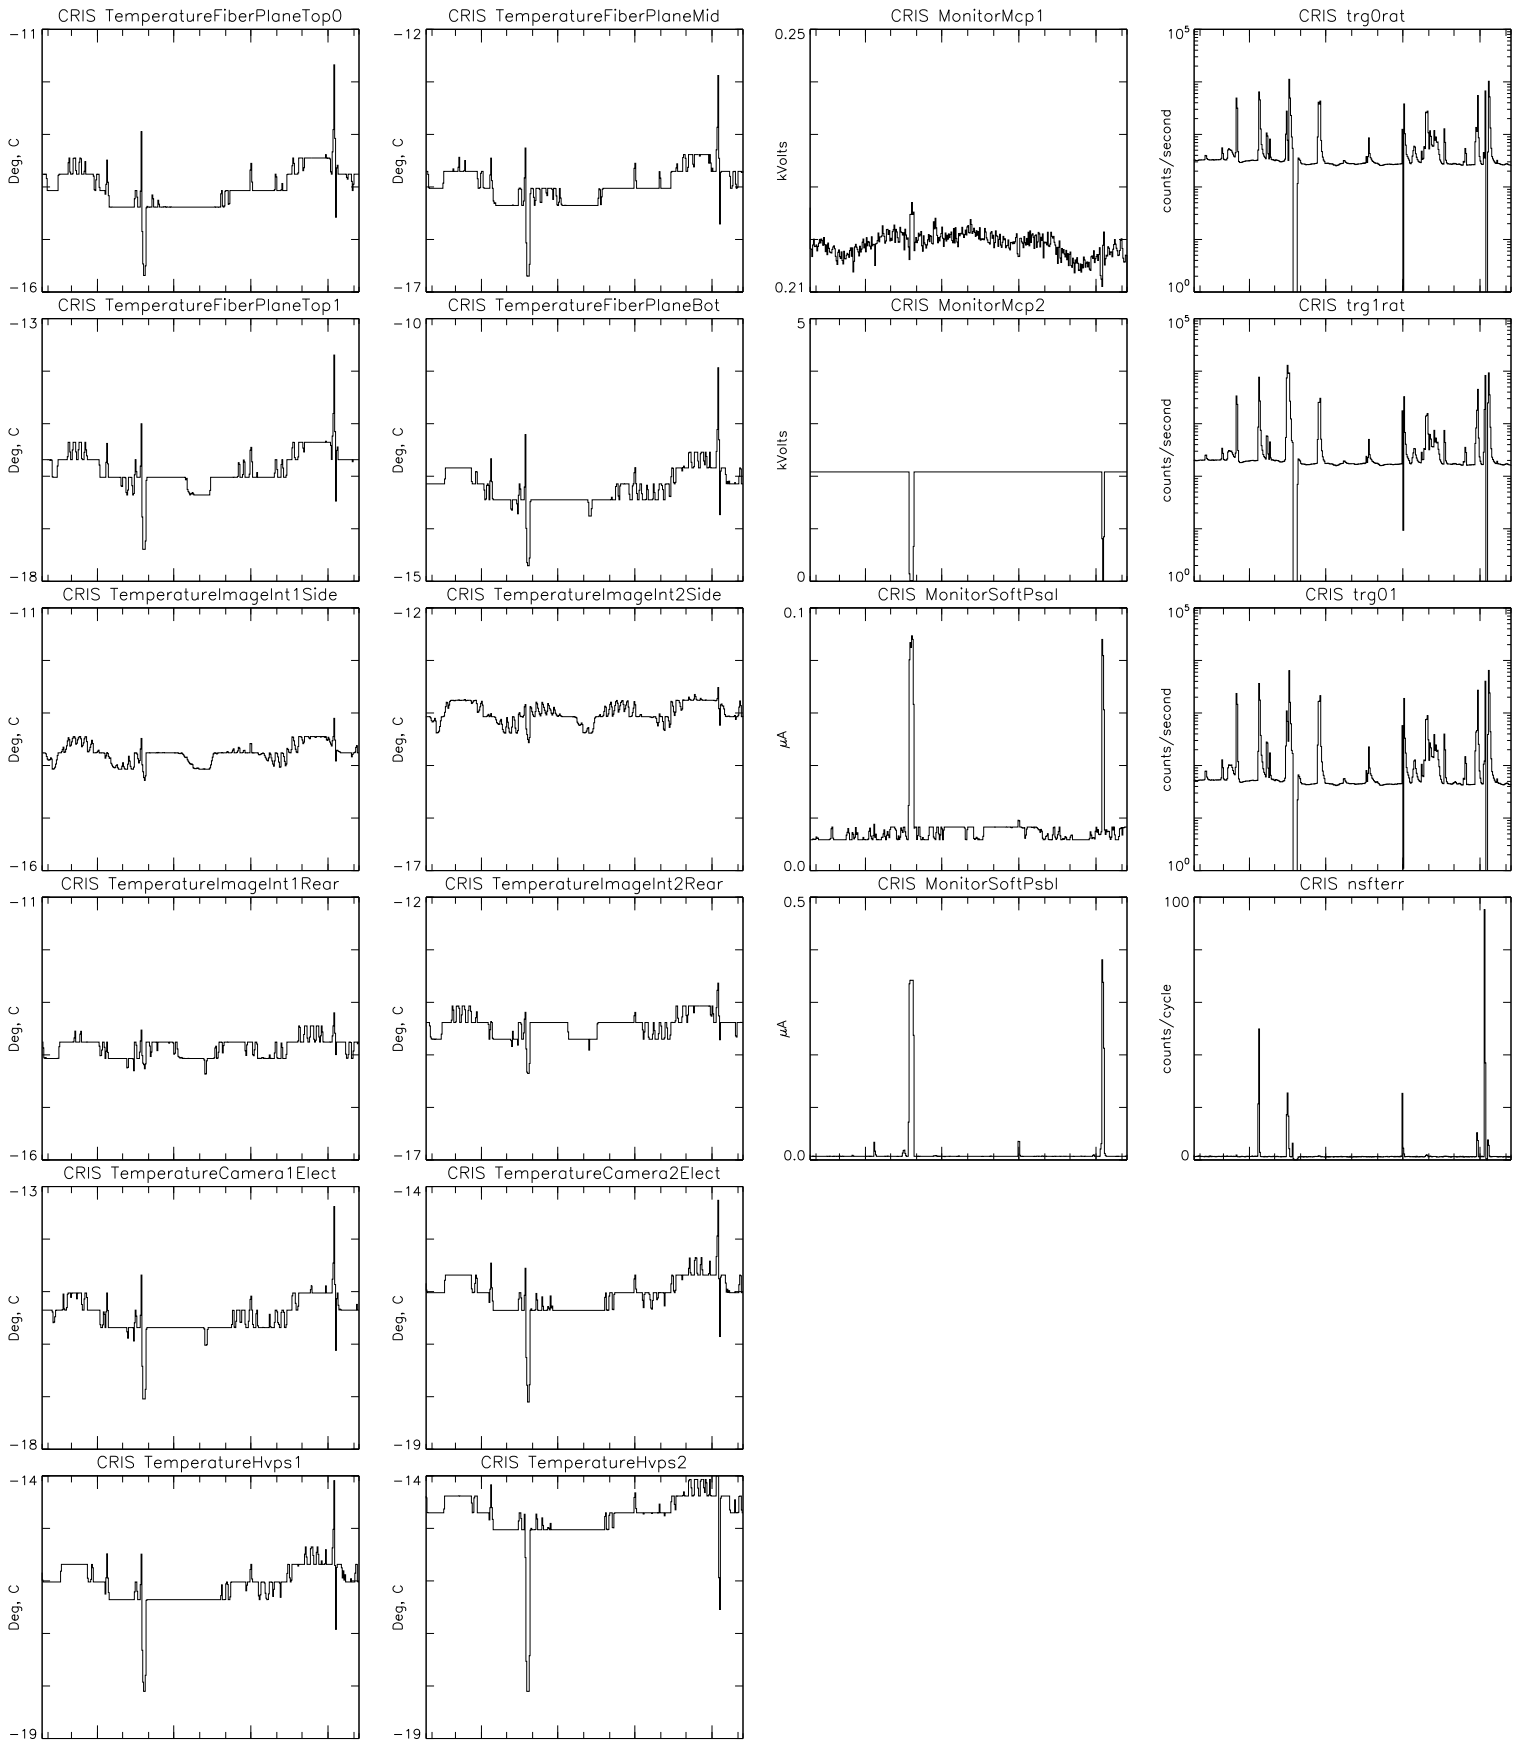 CRIS TemperatureFiberPlaneTop0
-11
Deg, C
-16
CRIS TemperatureFiberPlaneMid
-12
Deg, C
-17
CRIS MonitorMcp1
0.25
kVolts
0.21
CRIS trg0rat
10^5
counts/second
10^0
CRIS TemperatureFiberPlaneTop1
-13
Deg, C
-18
CRIS TemperatureFiberPlaneBot
-10
Deg, C
-15
CRIS MonitorMcp2
5
kVolts
0
CRIS trg1rat
10^5
counts/second
10^0
CRIS TemperatureImageInt1Side
-11
Deg, C
-16
CRIS TemperatureImageInt2Side
-12
Deg, C
-17
CRIS MonitorSoftPsaI
0.1
μA
0.0
CRIS trg01
10^5
counts/second
10^0
CRIS TemperatureImageInt1Rear
-11
Deg, C
-16
CRIS TemperatureImageInt2Rear
-12
Deg, C
-17
CRIS MonitorSoftPsbI
0.5
μA
0.0
CRIS nsfterr
100
counts/cycle
0
CRIS TemperatureCamera1Elect
-13
Deg, C
-18
CRIS TemperatureCamera2Elect
-14
Deg, C
-19
CRIS TemperatureHvps1
-14
Deg, C
-19
CRIS TemperatureHvps2
-14
Deg, C
-19